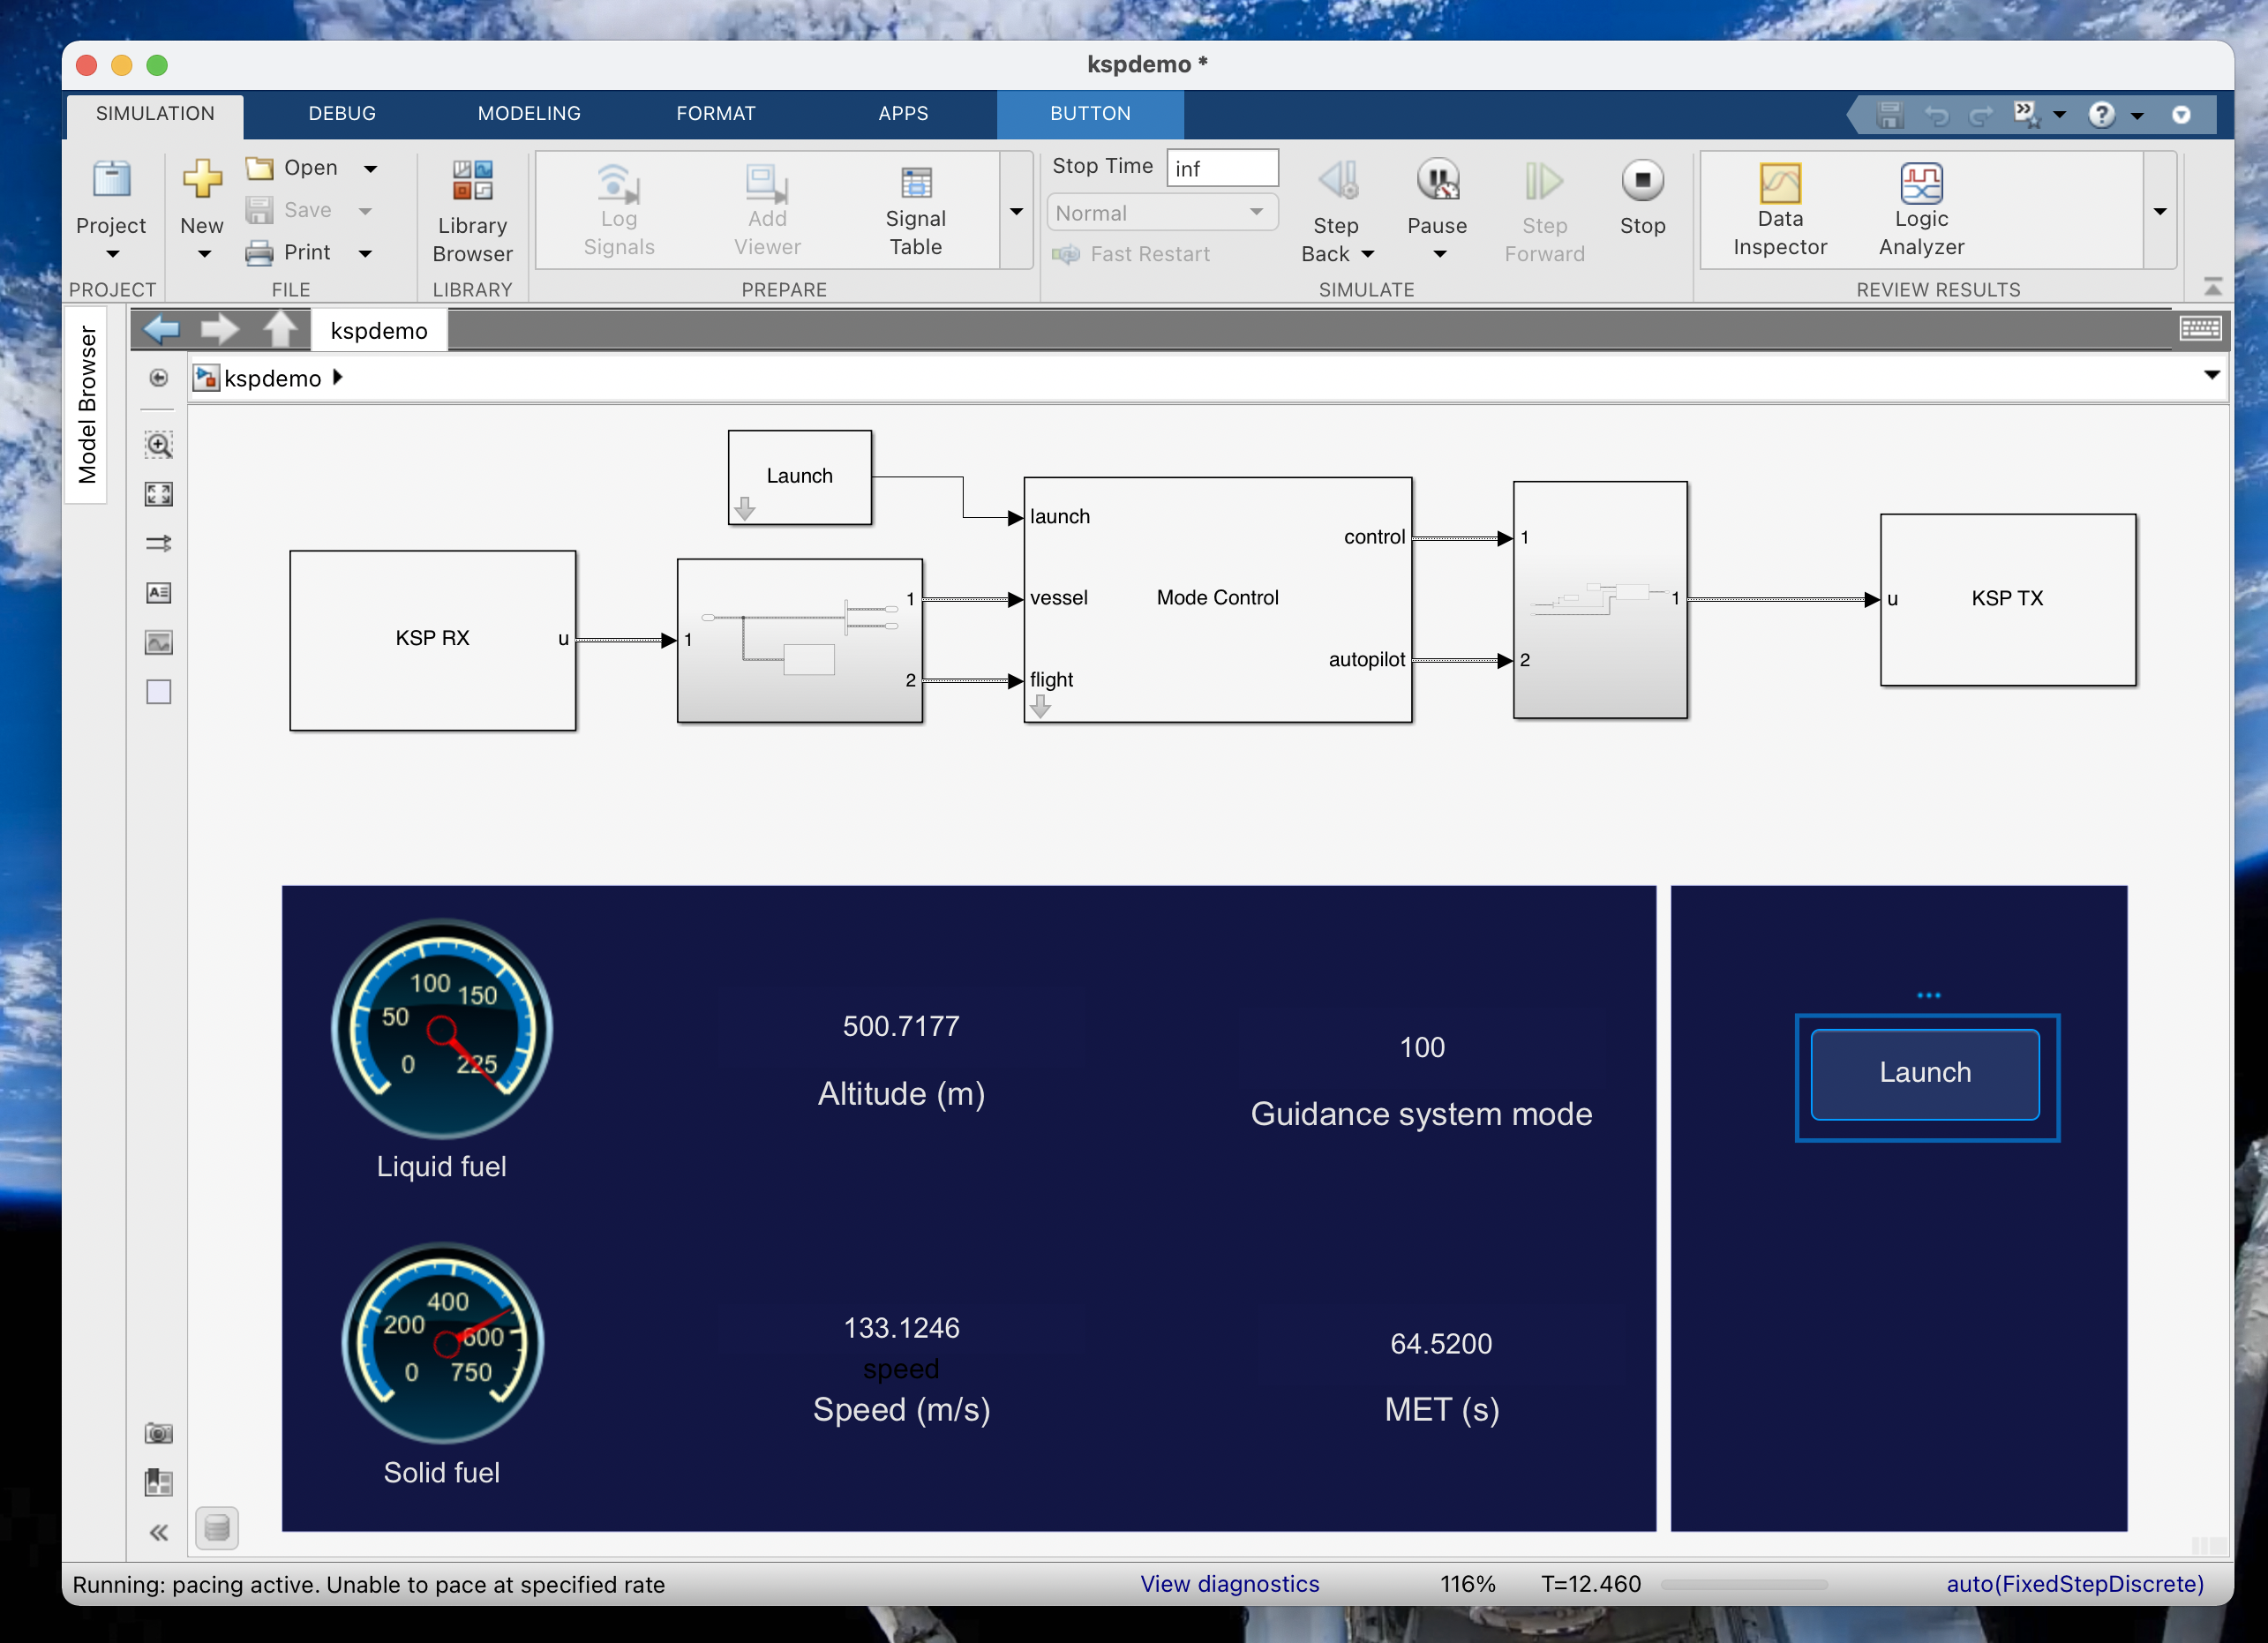 kspdemo *
SIMULATION DEBUG MODELING FORMAT APPS BUTTON
Project
New
Open
Save
Print
Library
Browser
Log
Signals
Add
Viewer
Signal
Table
Stop Time inf
Normal
Fast Restart
Step
Back
Pause
Step
Forward
Stop
Data
Inspector
Logic
Analyzer
PROJECT FILE LIBRARY PREPARE SIMULATE REVIEW RESULTS
Model Browser
kspdemo
kspdemo
Launch
KSP RX
u
1
1
2
launch
vessel
flight
Mode Control
control
autopilot
1
2
1
u
KSP TX
0 50 100 150 225
Liquid fuel
500.7177
Altitude (m)
100
Guidance system mode
Launch
0 200 400 600 750
Solid fuel
133.1246
speed
Speed (m/s)
64.5200
MET (s)
Running: pacing active. Unable to pace at specified rate View diagnostics 116% T=12.460 auto(FixedStepDiscrete)